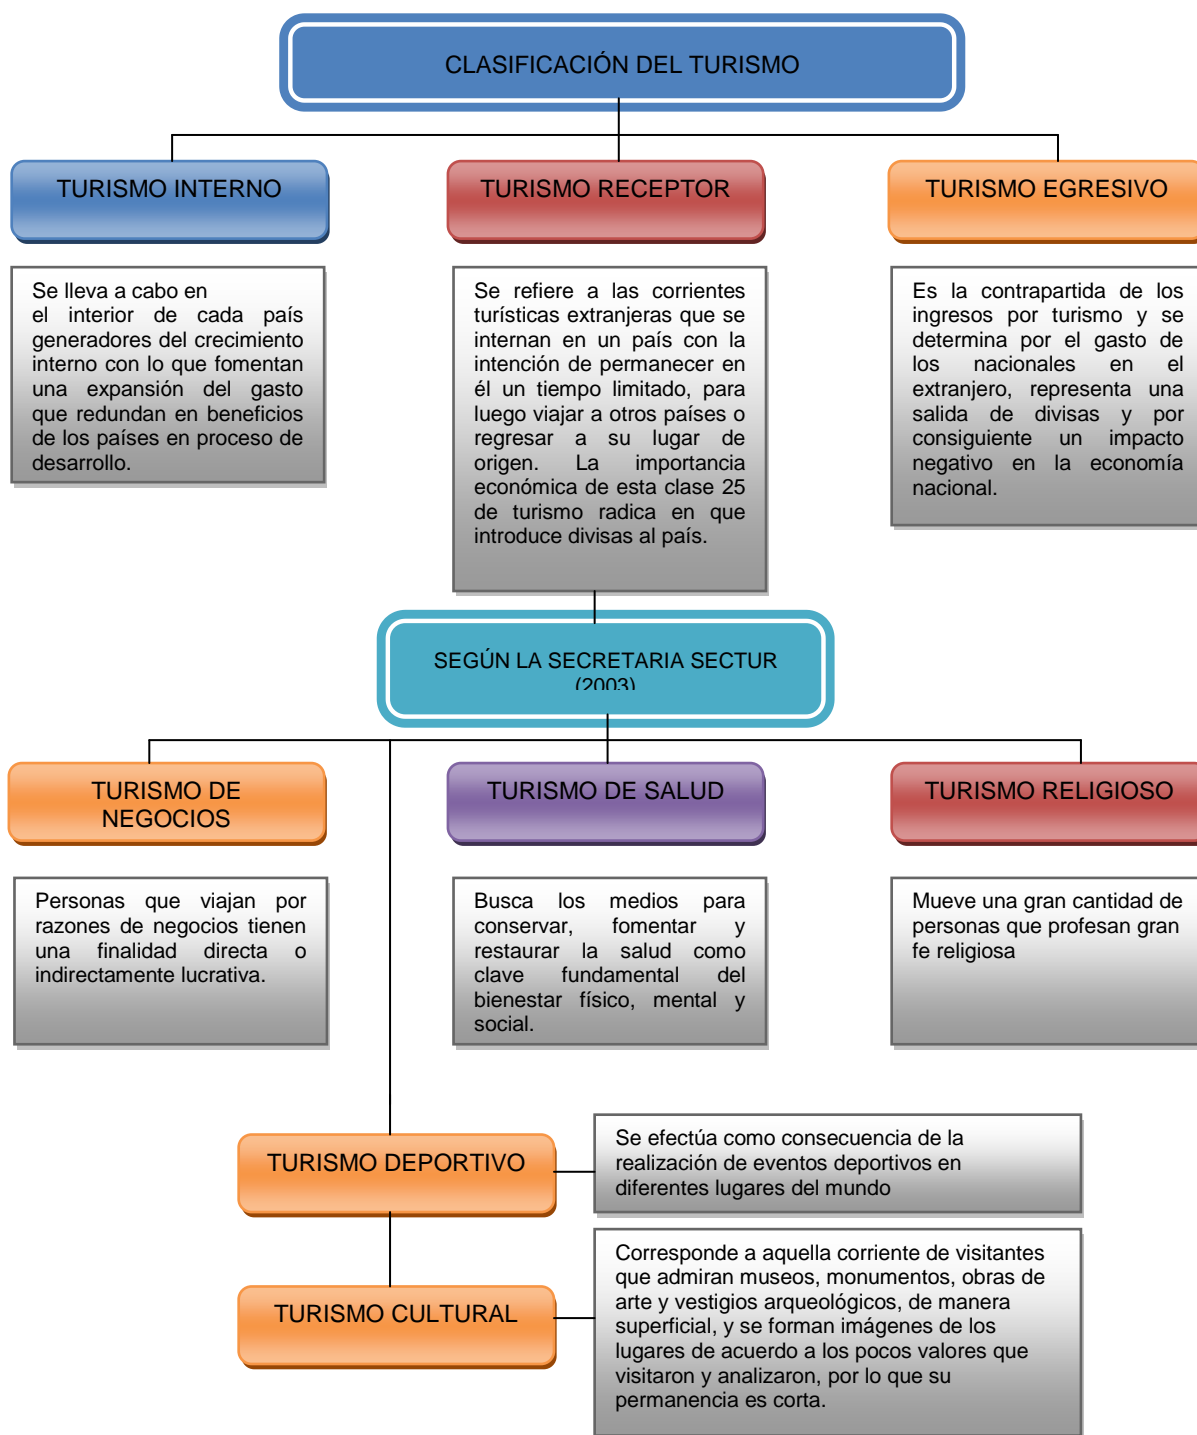 CLASIFICACIÓN DEL TURISMO
TURISMO INTERNO
TURISMO RECEPTOR
TURISMO EGRESIVO
Se lleva a cabo en
el interior de cada país
generadores del crecimiento
interno con lo que fomentan
una expansión del gasto
que redundan en beneficios
de los países en proceso de
desarrollo.
Se refiere a las corrientes
turísticas extranjeras que se
internan en un país con la
intención de permanecer en
él un tiempo limitado, para
luego viajar a otros países o
regresar a su lugar de
origen. La importancia
económica de esta clase 25
de turismo radica en que
introduce divisas al país.
Es la contrapartida de los
ingresos por turismo y se
determina por el gasto de
los nacionales en el
extranjero, representa una
salida de divisas y por
consiguiente un impacto
negativo en la economía
nacional.
SEGÚN LA SECRETARIA SECTUR
(2003)
TURISMO DE
NEGOCIOS
TURISMO DE SALUD
TURISMO RELIGIOSO
Personas que viajan por
razones de negocios tienen
una finalidad directa o
indirectamente lucrativa.
Busca los medios para
conservar, fomentar y
restaurar la salud como
clave fundamental del
bienestar físico, mental y
social.
Mueve una gran cantidad de
personas que profesan gran
fe religiosa
TURISMO DEPORTIVO
Se efectúa como consecuencia de la
realización de eventos deportivos en
diferentes lugares del mundo
TURISMO CULTURAL
Corresponde a aquella corriente de visitantes
que admiran museos, monumentos, obras de
arte y vestigios arqueológicos, de manera
superficial, y se forman imágenes de los
lugares de acuerdo a los pocos valores que
visitaron y analizaron, por lo que su
permanencia es corta.